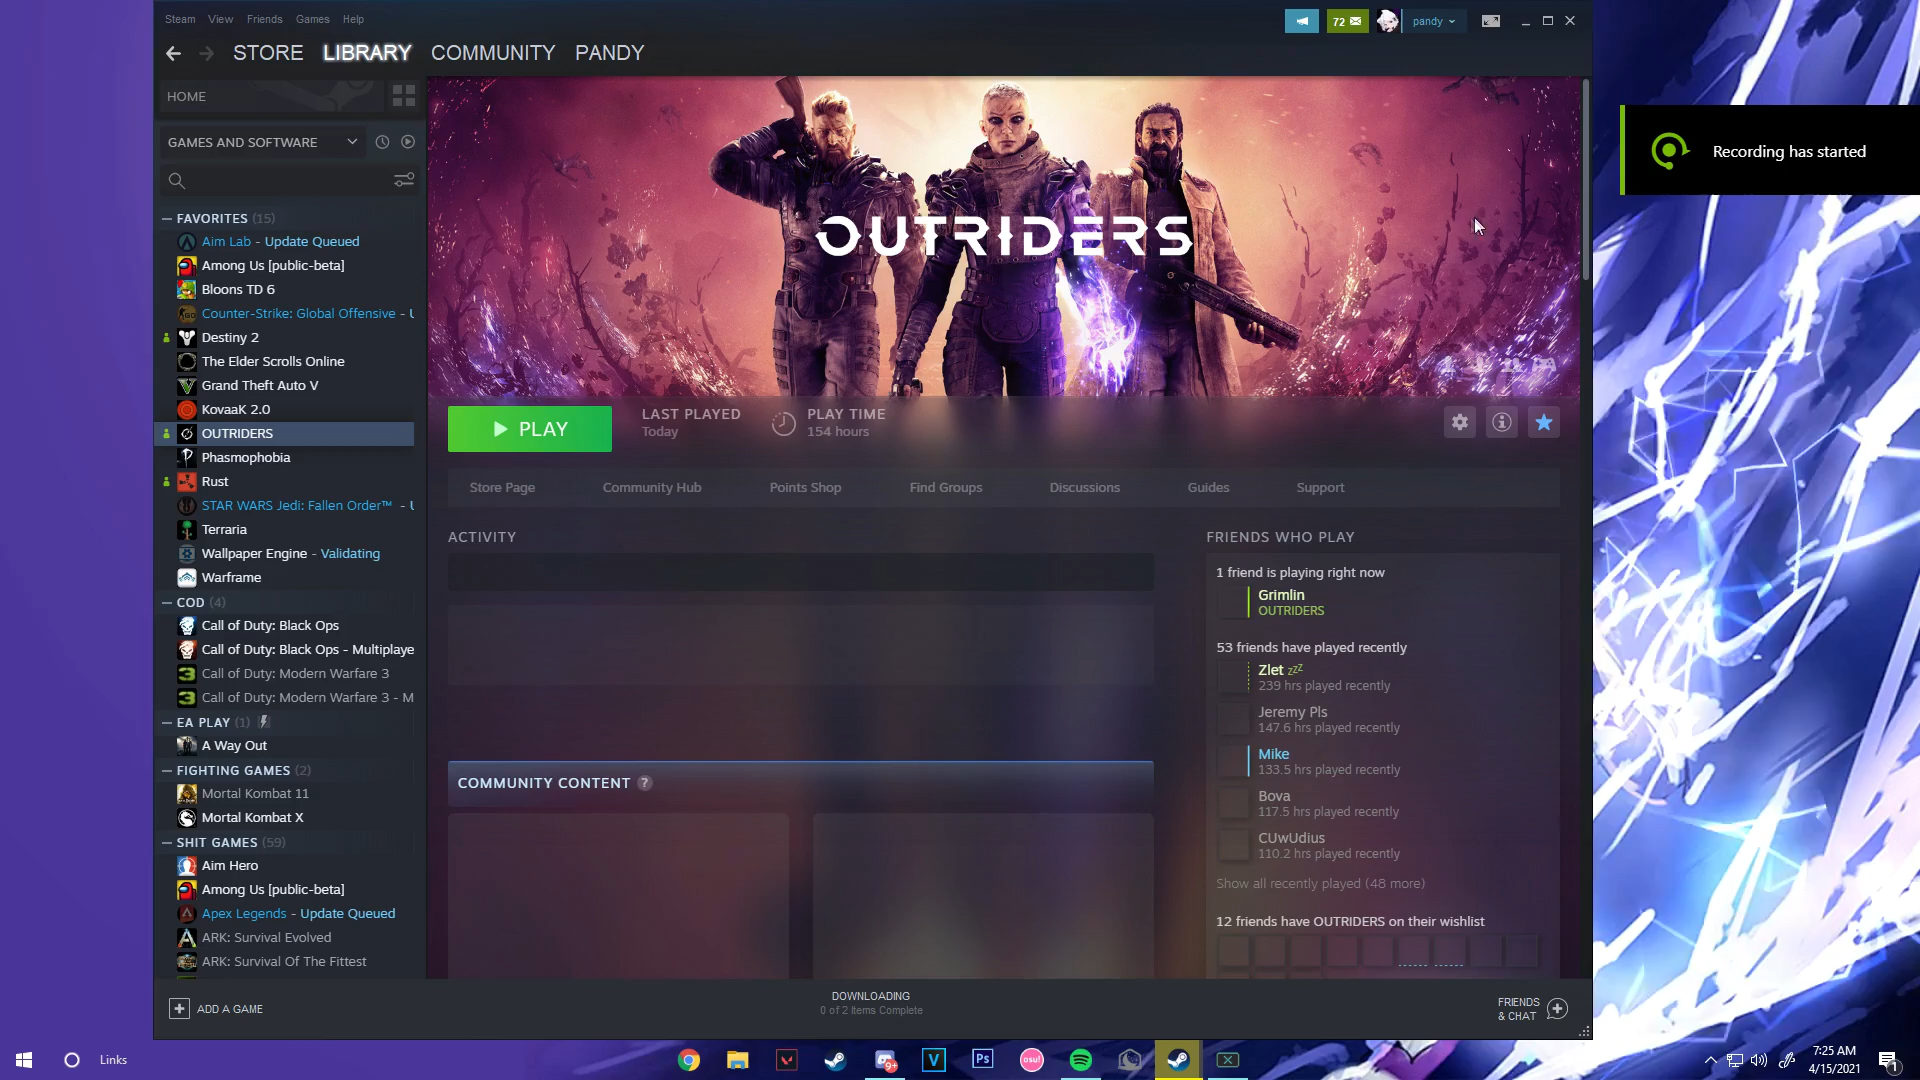 Steam View Friends Games Help
72 pandy
STORE LIBRARY COMMUNITY PANDY
HOME
GAMES AND SOFTWARE
FAVORITES (15)
Aim Lab - Update Queued
Among Us [public-beta]
Bloons TD 6
Counter-Strike: Global Offensive - U
Destiny 2
The Elder Scrolls Online
Grand Theft Auto V
KovaaK 2.0
OUTRIDERS
Phasmophobia
Rust
STAR WARS Jedi: Fallen Order™ - U
Terraria
Wallpaper Engine - Validating
Warframe
COD (4)
Call of Duty: Black Ops
Call of Duty: Black Ops - Multiplaye
Call of Duty: Modern Warfare 3
Call of Duty: Modern Warfare 3 - M
EA PLAY (1)
A Way Out
FIGHTING GAMES (2)
Mortal Kombat 11
Mortal Kombat X
SHIT GAMES (59)
Aim Hero
Among Us [public-beta]
Apex Legends - Update Queued
ARK: Survival Evolved
ARK: Survival Of The Fittest
ADD A GAME
OUTRIDERS
PLAY
LAST PLAYED
Today
PLAY TIME
154 hours
Store Page Community Hub Points Shop Find Groups Discussions Guides Support
ACTIVITY
COMMUNITY CONTENT ?
FRIENDS WHO PLAY
1 friend is playing right now
Grimlin
OUTRIDERS
53 friends have played recently
Zlet zzZ
239 hrs played recently
Jeremy Pls
147.6 hrs played recently
Mike
133.5 hrs played recently
Bova
117.5 hrs played recently
CUwUdius
110.2 hrs played recently
Show all recently played (48 more)
12 friends have OUTRIDERS on their wishlist
DOWNLOADING
0 of 2 Items Complete
FRIENDS
& CHAT
Recording has started
Links
9+
V
Ps
osu!
7:25 AM
4/15/2021
1